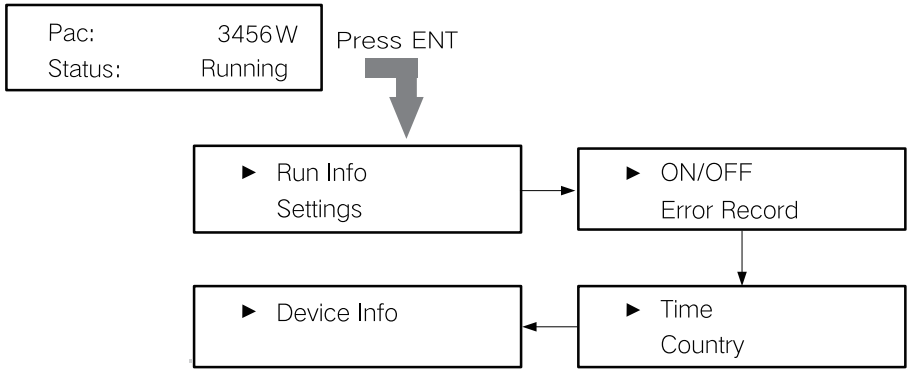 Pac: 3456W
Status: Running
Press ENT
► Run Info
Settings
► ON/OFF
Error Record
► Time
Country
► Device Info